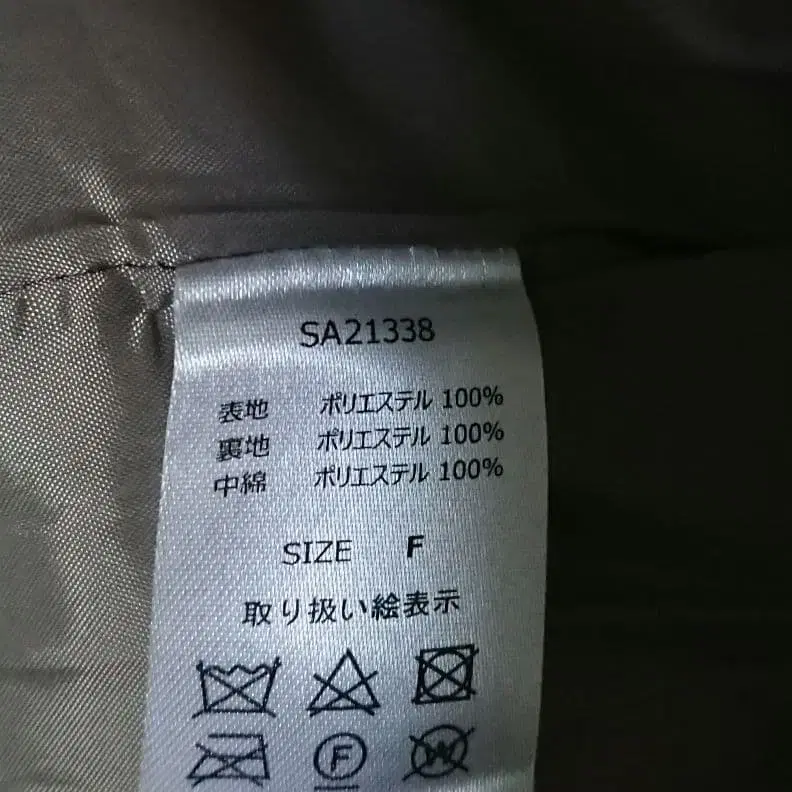 SA21338
表地 ポリエステル 100%
裏地 ポリエステル 100%
中綿 ポリエステル 100%
SIZE F
取り扱い絵表示
F W